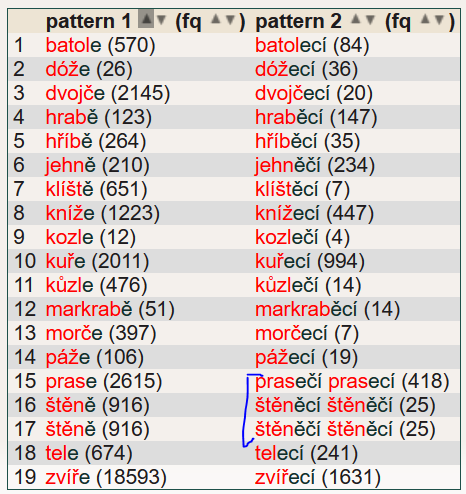 pattern 1 ▲▼ (fq ▲▼) pattern 2 ▲▼ (fq ▲▼)
1 batole (570) batolecí (84)
2 dóže (26) dóžecí (36)
3 dvojče (2145) dvojčecí (20)
4 hrabě (123) hraběcí (147)
5 hříbě (264) hříběcí (35)
6 jehně (210) jehněčí (234)
7 klíště (651) klíštěcí (7)
8 kníže (1223) knížecí (447)
9 kozle (12) kozlečí (4)
10 kuře (2011) kuřecí (994)
11 kůzle (476) kůzlečí (14)
12 markrabě (51) markraběcí (14)
13 morče (397) morčecí (7)
14 páže (106) pážecí (19)
15 prase (2615) prasečí prasecí (418)
16 štěně (916) štěněcí štěněčí (25)
17 štěně (916) štěněčí štěněcí (25)
18 tele (674) telecí (241)
19 zvíře (18593) zvířecí (1631)